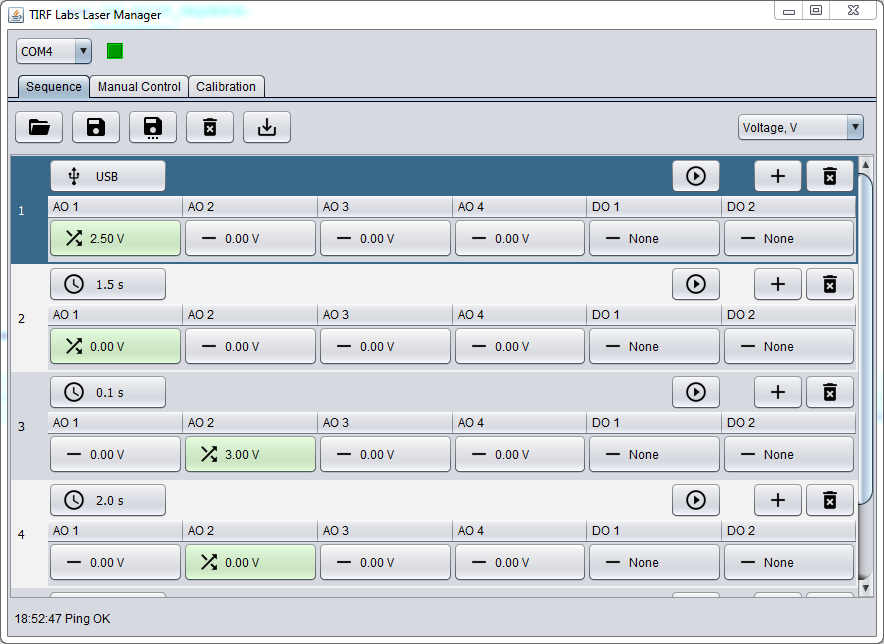 TIRF Labs Laser Manager
COM4
Sequence Manual Control Calibration
Voltage, V
USB
AO 1 AO 2 AO 3 AO 4 DO 1 DO 2
1
2.50 V 0.00 V 0.00 V 0.00 V None None
1.5 s
AO 1 AO 2 AO 3 AO 4 DO 1 DO 2
2
0.00 V 0.00 V 0.00 V 0.00 V None None
0.1 s
AO 1 AO 2 AO 3 AO 4 DO 1 DO 2
3
0.00 V 3.00 V 0.00 V 0.00 V None None
2.0 s
AO 1 AO 2 AO 3 AO 4 DO 1 DO 2
4
0.00 V 0.00 V 0.00 V 0.00 V None None
18:52:47 Ping OK